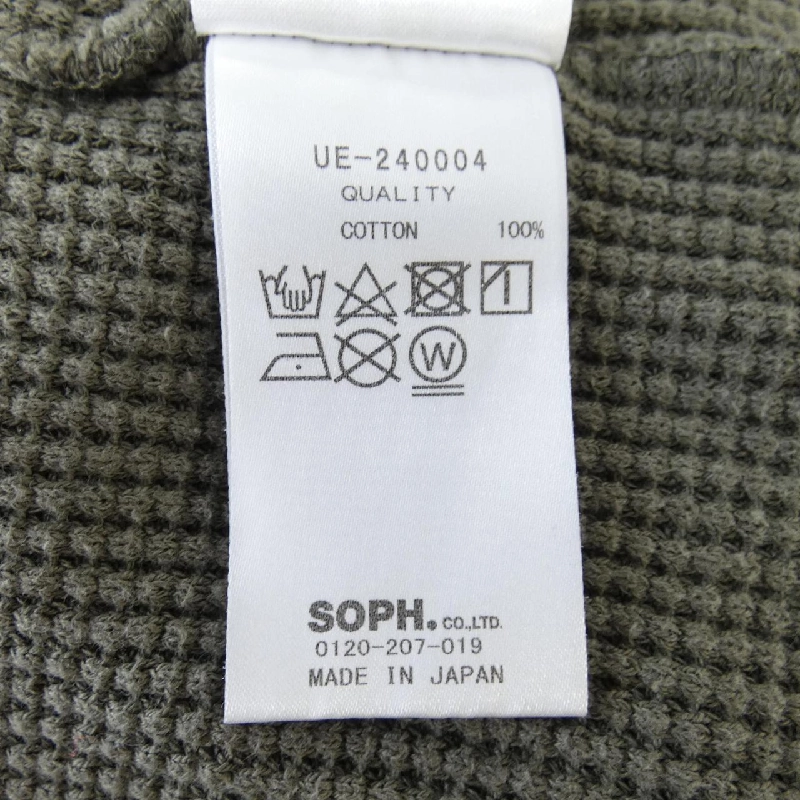 UE-240004
QUALITY
COTTON 100%
W
SOPH. CO.,LTD.
0120-207-019
MADE IN JAPAN